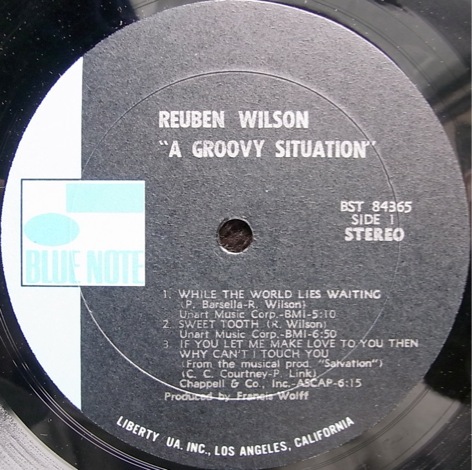 REUBEN WILSON
"A GROOVY SITUATION"
BST 84365
SIDE 1
STEREO
BLUE NOTE
1. WHILE THE WORLD LIES WAITING
(P. Barsella-R. Wilson)
Unart Music Corp.-BMI-5:10
2. SWEET TOOTH (R. Wilson)
Unart Music Corp.-BMI-6:50
3. IF YOU LET ME MAKE LOVE TO YOU THEN
WHY CAN'T I TOUCH YOU
(From the musical prod "Salvation")
(C. C. Courtney-P. Link)
Chappell & Co., Inc.-ASCAP-6:15
Produced by Francis Wolff
LIBERTY UA, INC., LOS ANGELES, CALIFORNIA